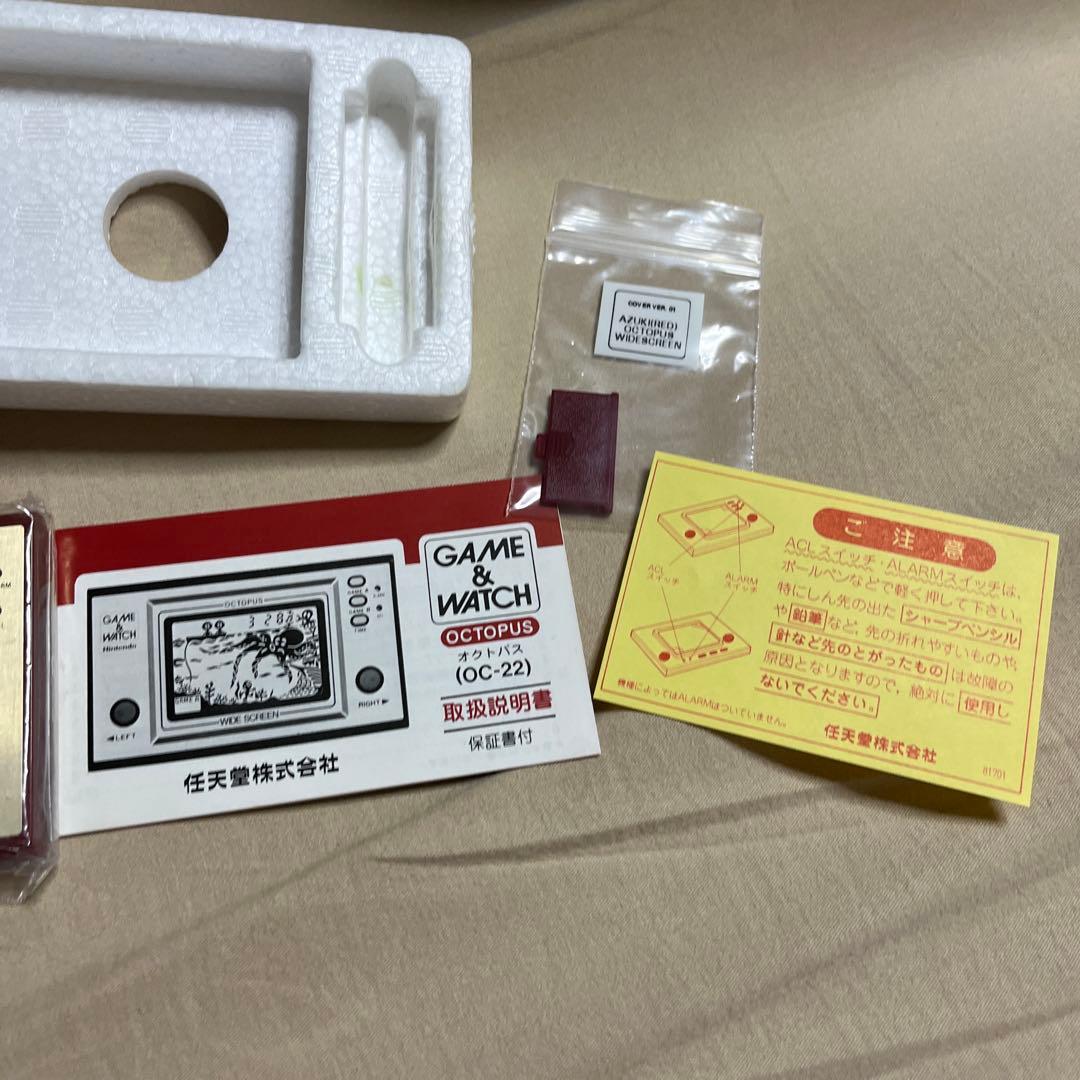 COVER VER. 01
AZUKI(RED)
OCTOPUS
WIDESCREEN
GAME
&
WATCH
OCTOPUS
オクトパス
(OC-22)
取扱説明書
保証書付
GAME
&
WATCH
Nintendo
OCTOPUS
GAME A
GAME B
TIME
3 28
GAME A
WIDE SCREEN
◀LEFT
RIGHT▶
任天堂株式会社
ご注意
ACLスイッチ・ALARMスイッチは、
ボールペンなどで軽く押して下さい。
特にしん先の出たシャープペンシル
や鉛筆など、先の折れやすいものや、
針など先のとがったものは故障の
原因となりますので、絶対に使用し
ないでください。
機種によってはALARMはついていません。
任天堂株式会社
81701
ACL
スイッチ
ALARM
スイッチ